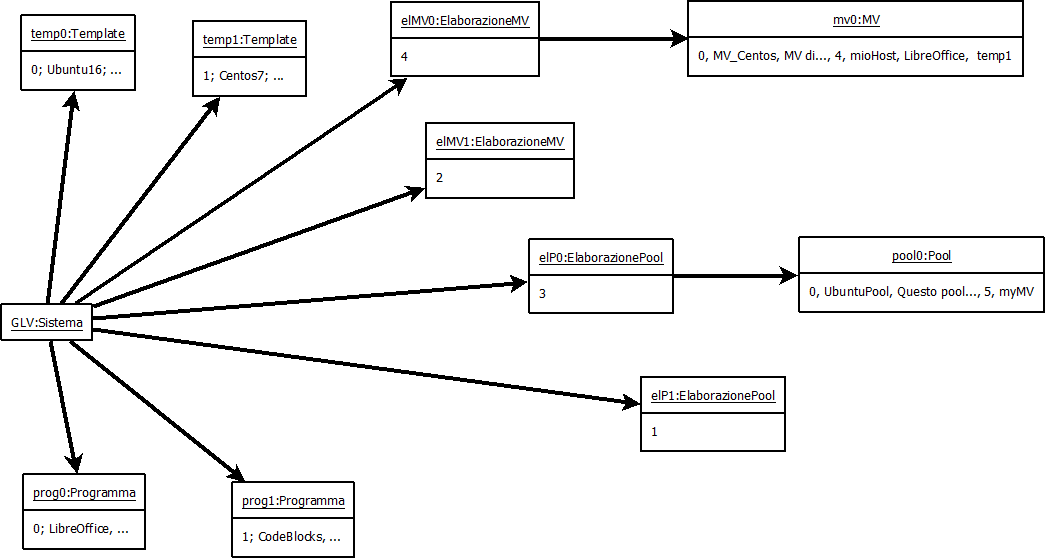 temp0:Template
0; Ubuntu16; ...
temp1:Template
1; Centos7; ...
elMV0:ElaborazioneMV
4
mv0:MV
0, MV_Centos, MV di..., 4, mioHost, LibreOffice, temp1
elMV1:ElaborazioneMV
2
elP0:ElaborazionePool
3
pool0:Pool
0, UbuntuPool, Questo pool..., 5, myMV
GLV:Sistema
elP1:ElaborazionePool
1
prog0:Programma
0; LibreOffice, ...
prog1:Programma
1; CodeBlocks, ...